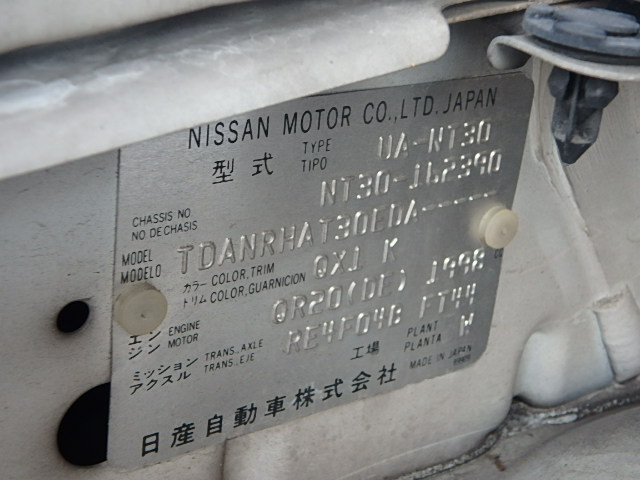 NISSAN MOTOR CO.,LTD. JAPAN
型式 TYPE TIPO UA-NT30
CHASSIS NO. NO DE CHASIS NT30-162390
MODEL MODELO TDANRHAT30EDA-----
カラー COLOR,TRIM トリム COLOR,GUARNICION QX1 K
エンジン ENGINE MOTOR QR20(DE) 1998 CC
ミッション アクスル TRANS.,AXLE TRANS.,EJE RE4F04B FT44
工場 PLANT PLANTA W
日産自動車株式会社 MADE IN JAPAN